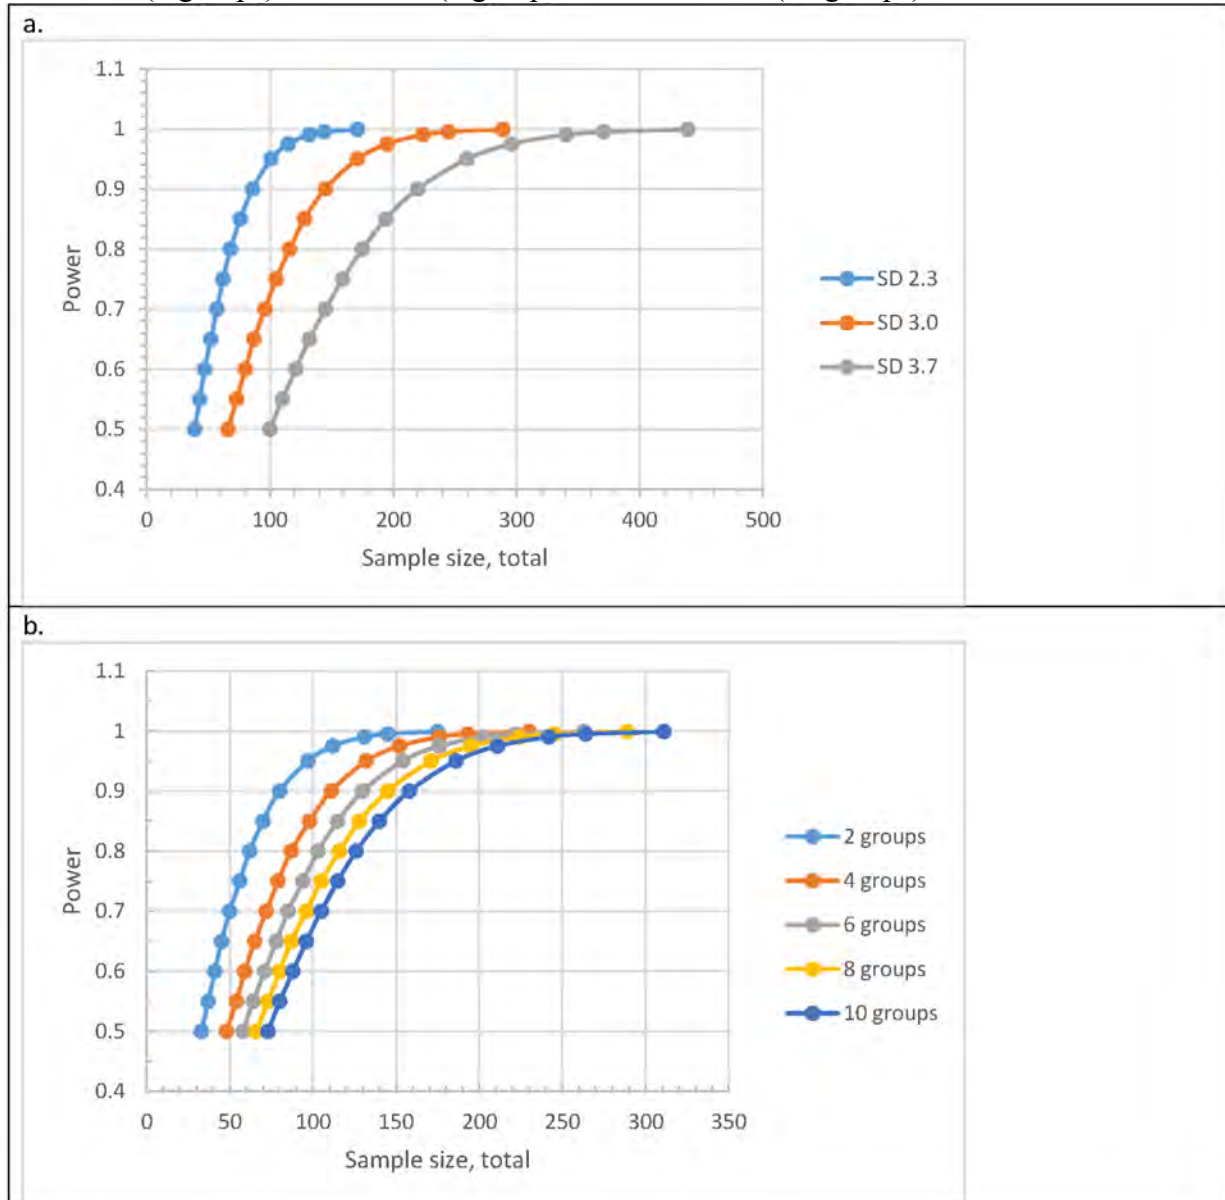 a.
1.1
1
0.9
0.8
0.7
0.6
0.5
0.4
Power
0 100 200 300 400 500
Sample size, total
SD 2.3
SD 3.0
SD 3.7
b.
1.1
1
0.9
0.8
0.7
0.6
0.5
0.4
Power
0 50 100 150 200 250 300 350
Sample size, total
2 groups
4 groups
6 groups
8 groups
10 groups